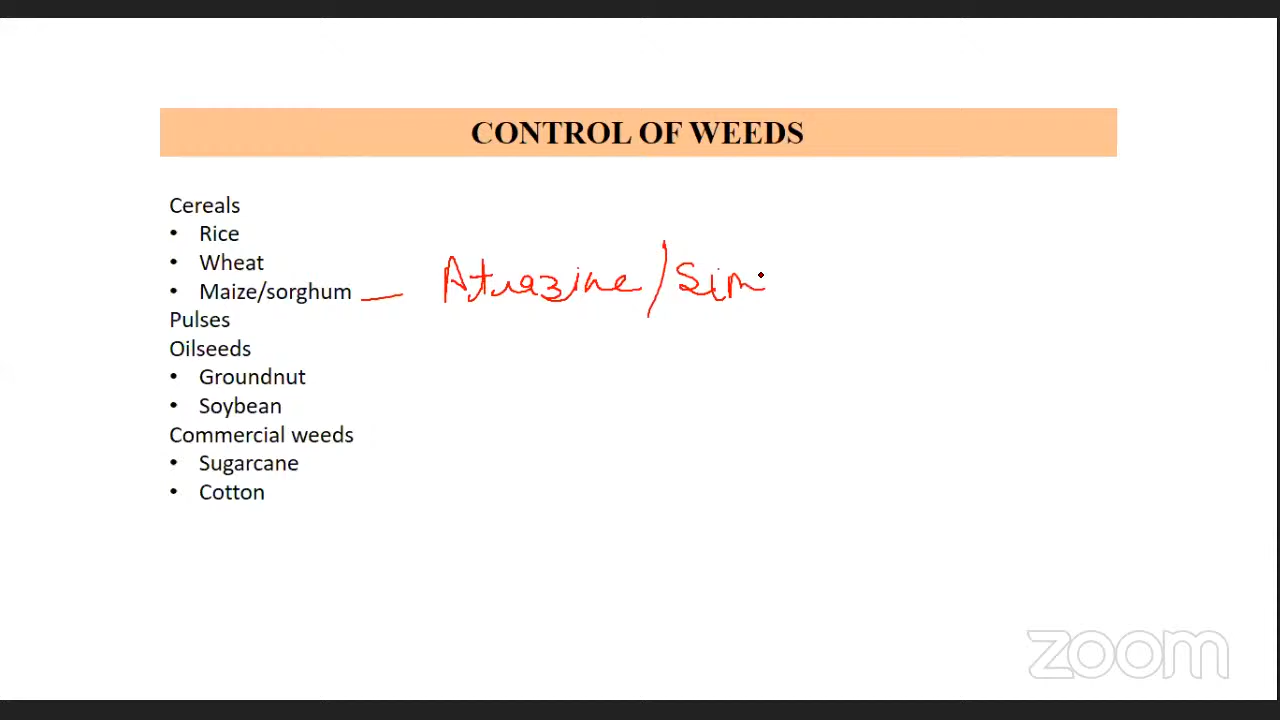 CONTROL OF WEEDS
Cereals
• Rice
• Wheat
• Maize/sorghum — Atrazine/Sim
Pulses
Oilseeds
• Groundnut
• Soybean
Commercial weeds
• Sugarcane
• Cotton
zoom